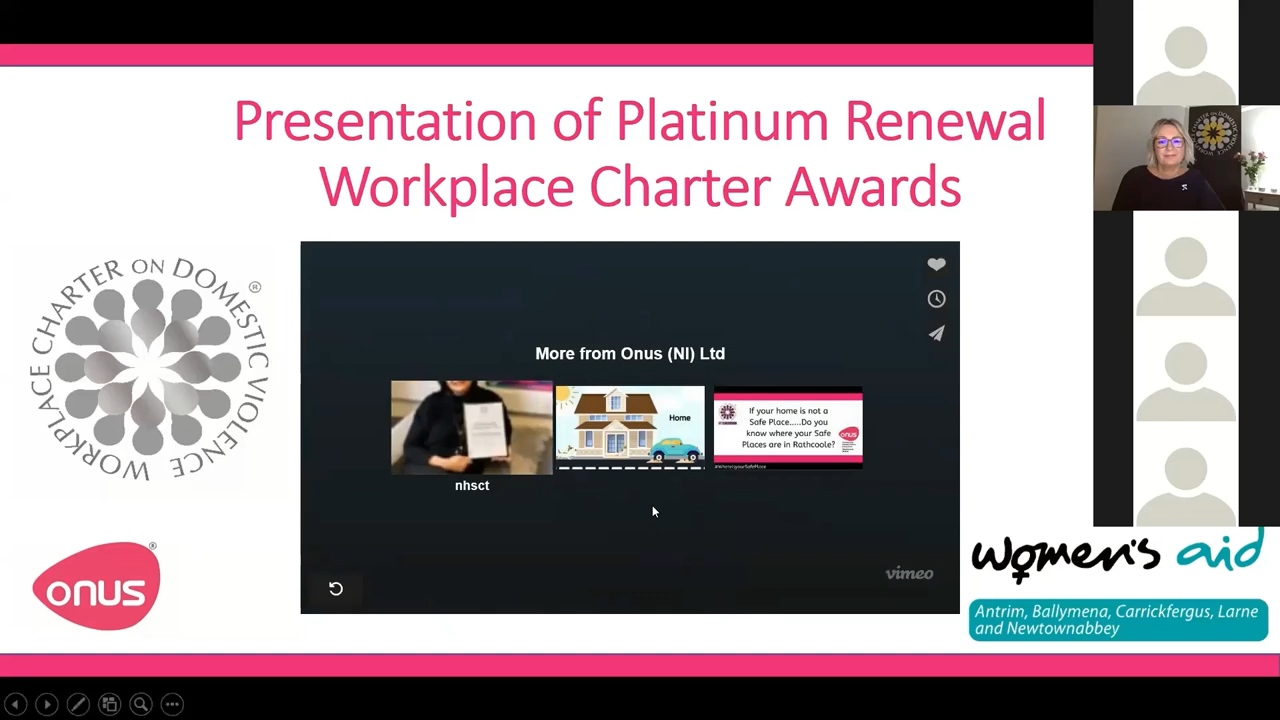 Presentation of Platinum Renewal
Workplace Charter Awards
WORKPLACE CHARTER ON DOMESTIC VIOLENCE ®
More from Onus (NI) Ltd
Home
If your home is not a
Safe Place.....Do you
know where your Safe
Places are in Rathcoole?
onus
nhsct
vimeo
onus ®
women's aid
Antrim, Ballymena, Carrickfergus, Larne
and Newtownabbey